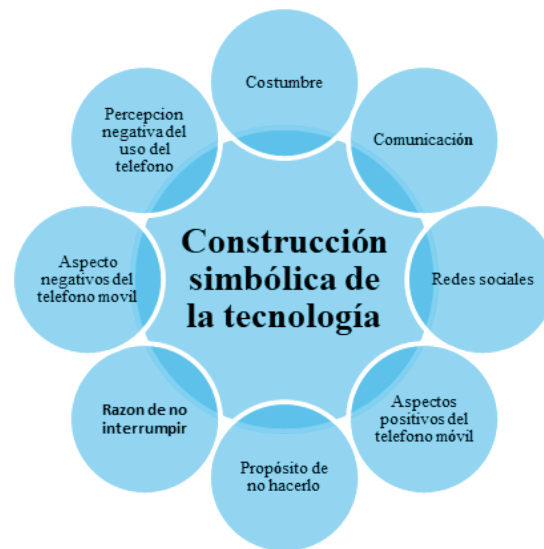 Costumbre
Comunicación
Redes sociales
Aspectos
positivos del
telefono móvil
Propósito de
no hacerlo
Razon de no
interrumpir
Aspecto
negativos del
telefono movil
Percepcion
negativa del
uso del
telefono
Construcción
simbólica de
la tecnología